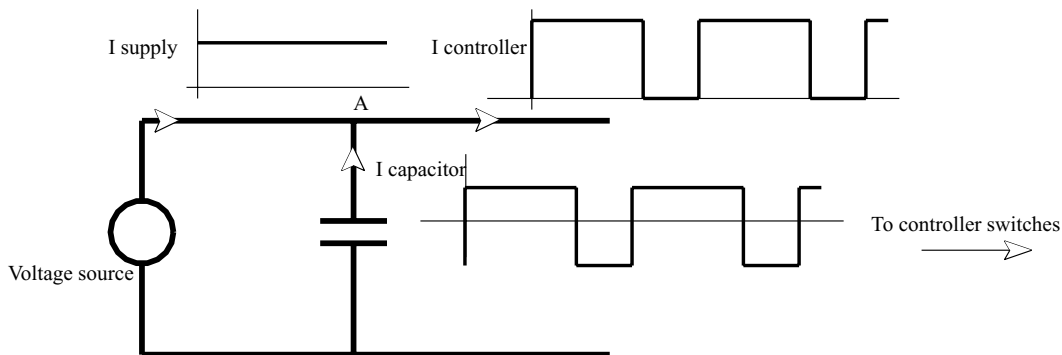 I supply
I controller
A
I capacitor
To controller switches
Voltage source